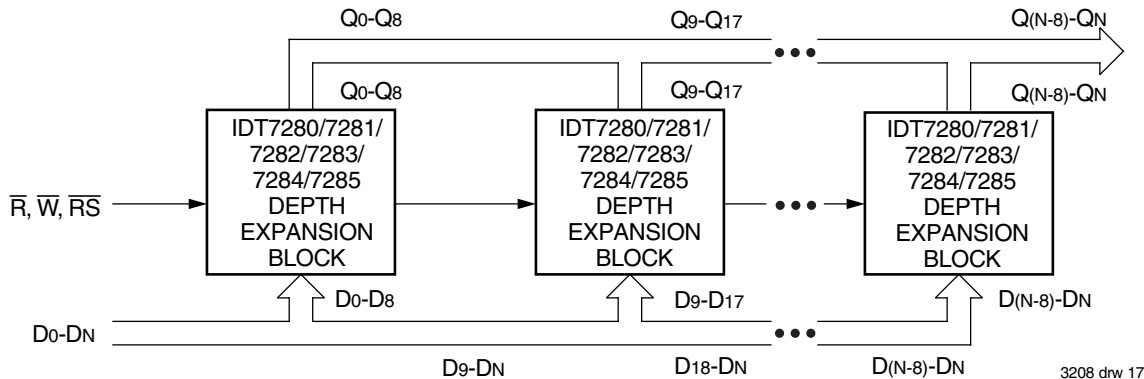 Q0-Q8 Q9-Q17 Q(N-8)-QN
Q0-Q8 Q9-Q17 Q(N-8)-QN
IDT7280/7281/
7282/7283/
7284/7285
DEPTH
EXPANSION
BLOCK
IDT7280/7281/
7282/7283/
7284/7285
DEPTH
EXPANSION
BLOCK
IDT7280/7281/
7282/7283/
7284/7285
DEPTH
EXPANSION
BLOCK
R̅, W̅, R̅S̅
D0-D8 D9-D17 D(N-8)-DN
D0-DN
D9-DN D18-DN D(N-8)-DN
3208 drw 17